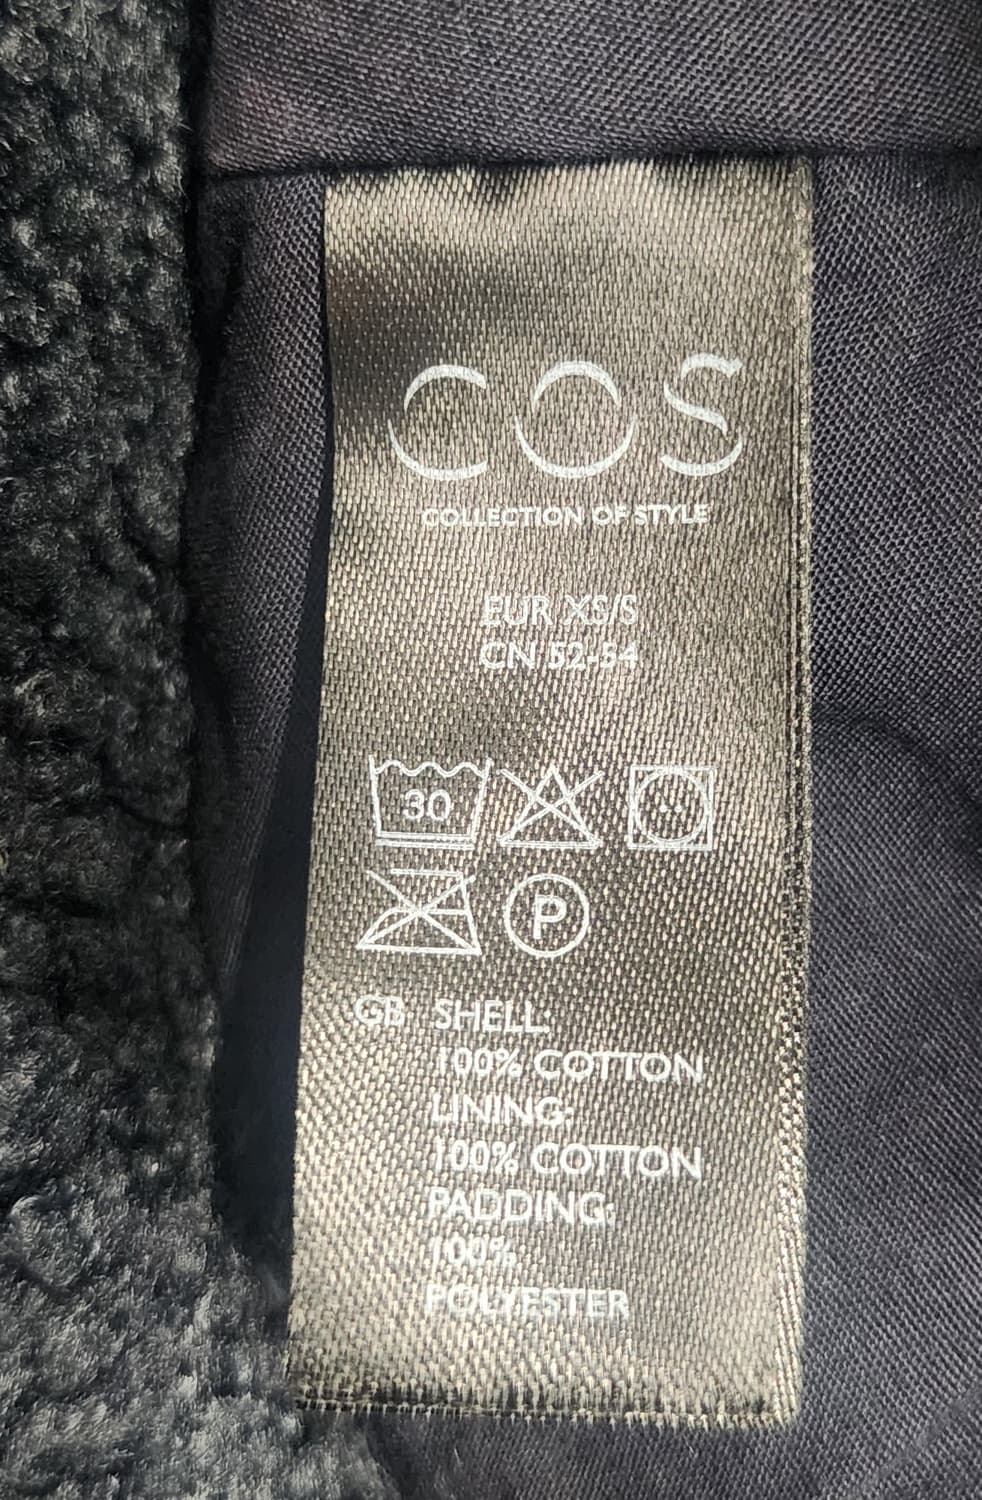 COS
COLLECTION OF STYLE
EUR XS/S
CN 52-54
30
P
GB SHELL:
100% COTTON
LINING:
100% COTTON
PADDING:
100%
POLYESTER